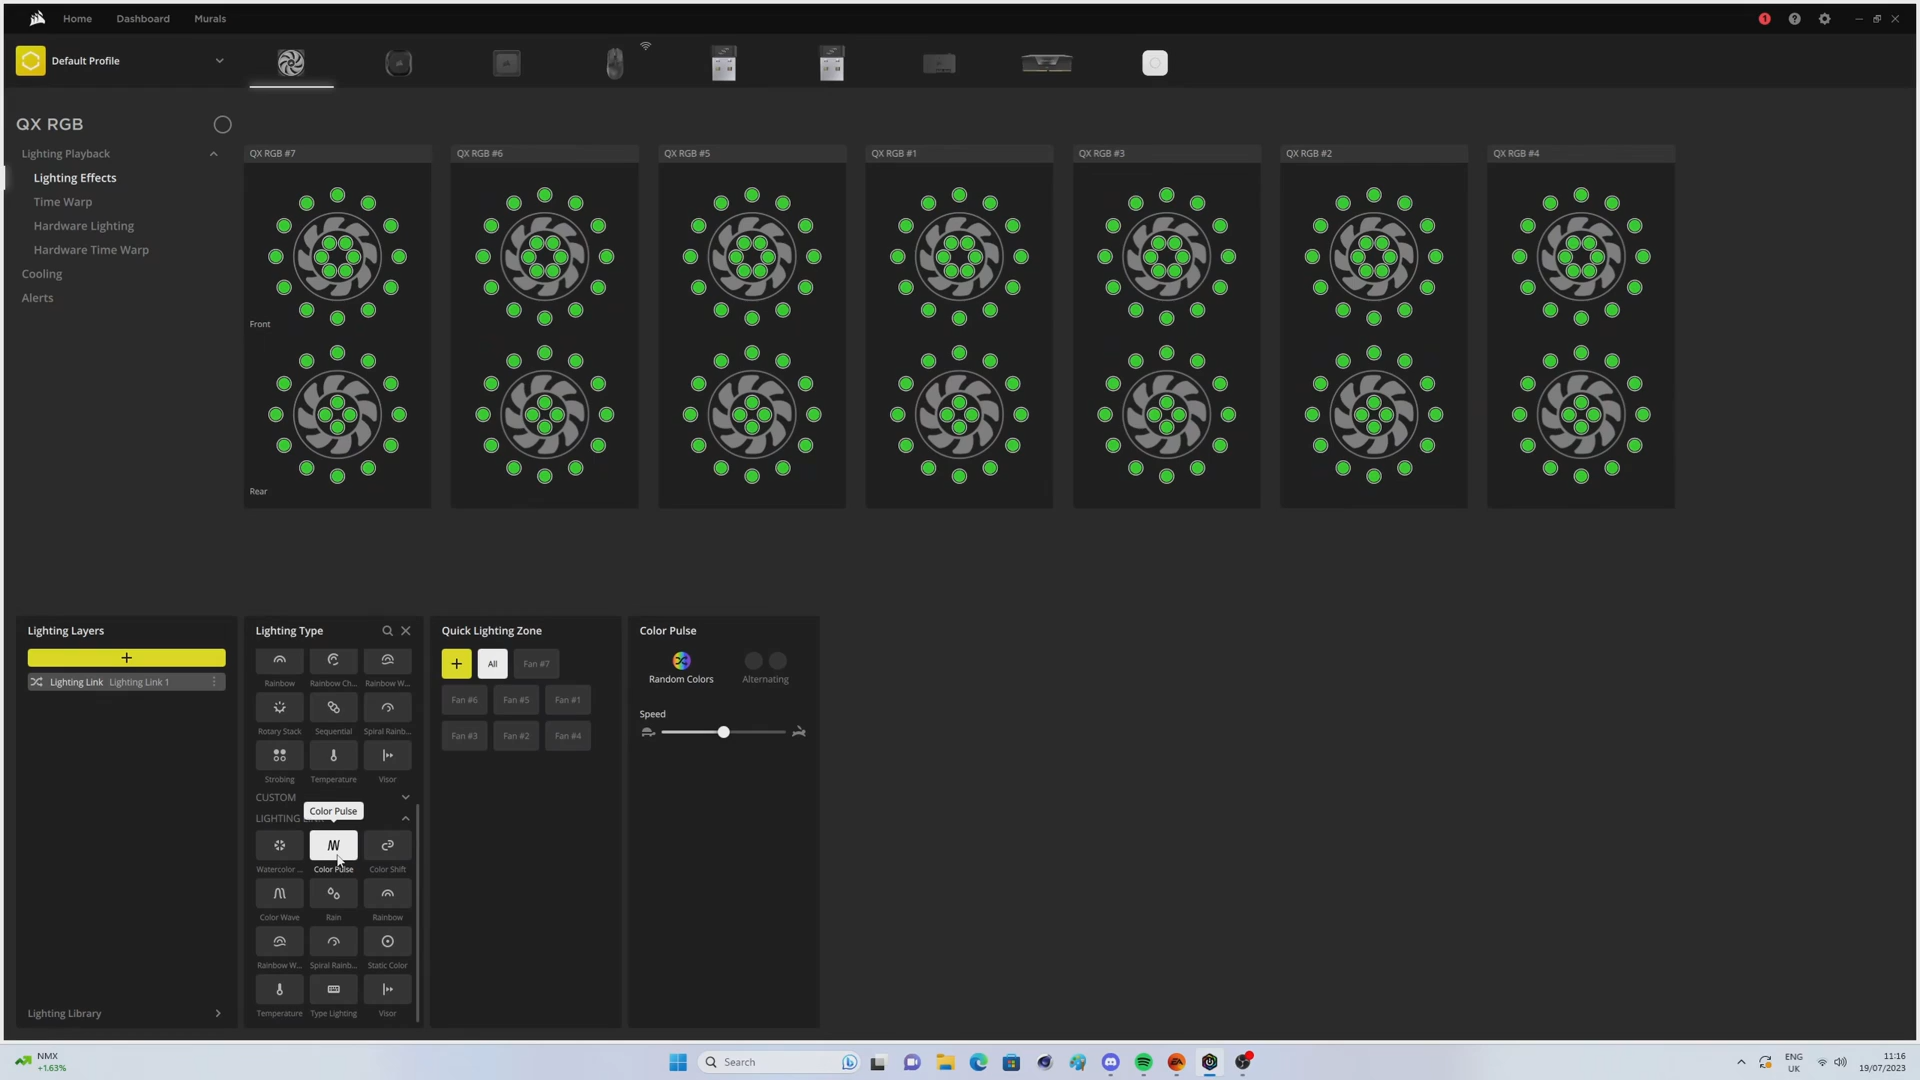 Home Dashboard Murals
1
Default Profile
QX RGB
Lighting Playback
Lighting Effects
Time Warp
Hardware Lighting
Hardware Time Warp
Cooling
Alerts
QX RGB #7 QX RGB #6 QX RGB #5 QX RGB #1 QX RGB #3 QX RGB #2 QX RGB #4
Front
Rear
Lighting Layers
+
Lighting Link Lighting Link 1
Lighting Library
Lighting Type
Rainbow Rainbow Ch... Rainbow W...
Rotary Stack Sequential Spiral Rainb...
Strobing Temperature Visor
CUSTOM
Color Pulse
LIGHTING
Watercolor ... Color Pulse Color Shift
Color Wave Rain Rainbow
Rainbow W... Spiral Rainb... Static Color
Temperature Type Lighting Visor
Quick Lighting Zone
+ All Fan #7
Fan #6 Fan #5 Fan #1
Fan #3 Fan #2 Fan #4
Color Pulse
Random Colors Alternating
Speed
NMX
+1.63%
Search
ENG
UK
11:16
19/07/2023